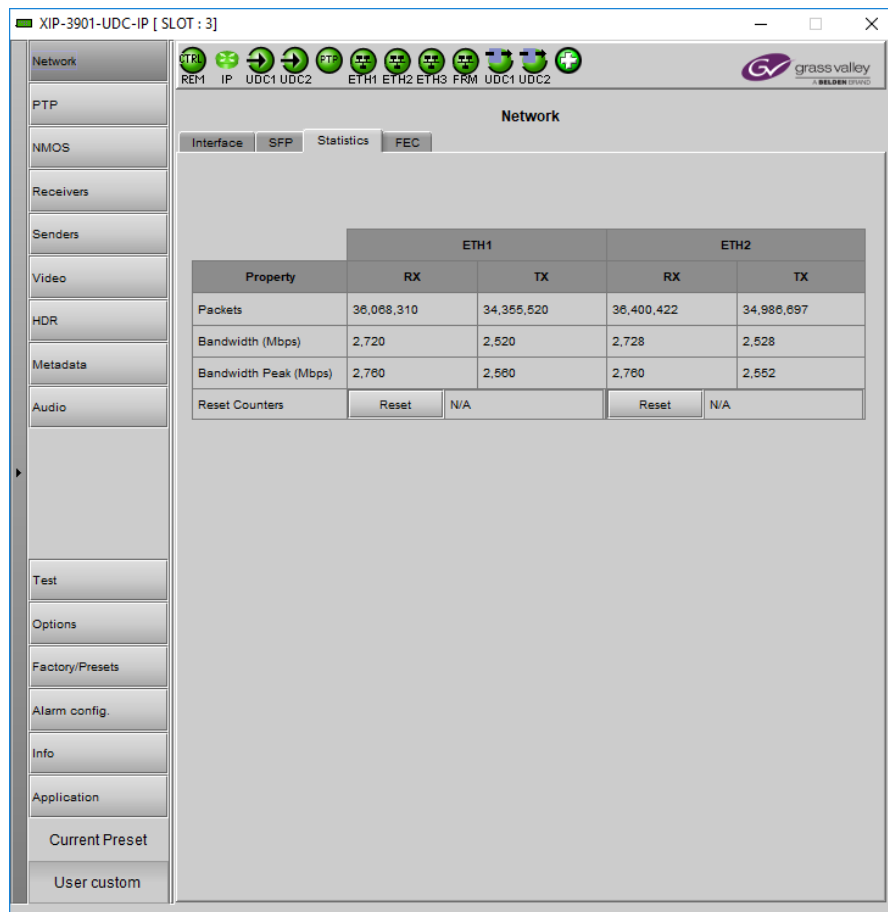 XIP-3901-UDC-IP [ SLOT : 3]
Network
PTP
NMOS
Receivers
Senders
Video
HDR
Metadata
Audio
Test
Options
Factory/Presets
Alarm config.
Info
Application
Current Preset
User custom
CTRL PTP
REM IP UDC1 UDC2 ETH1 ETH2 ETH3 FRM UDC1 UDC2
GV grass valley
A BELDEN BRAND
Network
Interface SFP Statistics FEC
ETH1 ETH2
Property RX TX RX TX
Packets 36,068,310 34,355,520 36,400,422 34,986,697
Bandwidth (Mbps) 2,720 2,520 2,728 2,528
Bandwidth Peak (Mbps) 2,760 2,560 2,760 2,552
Reset Counters Reset N/A Reset N/A